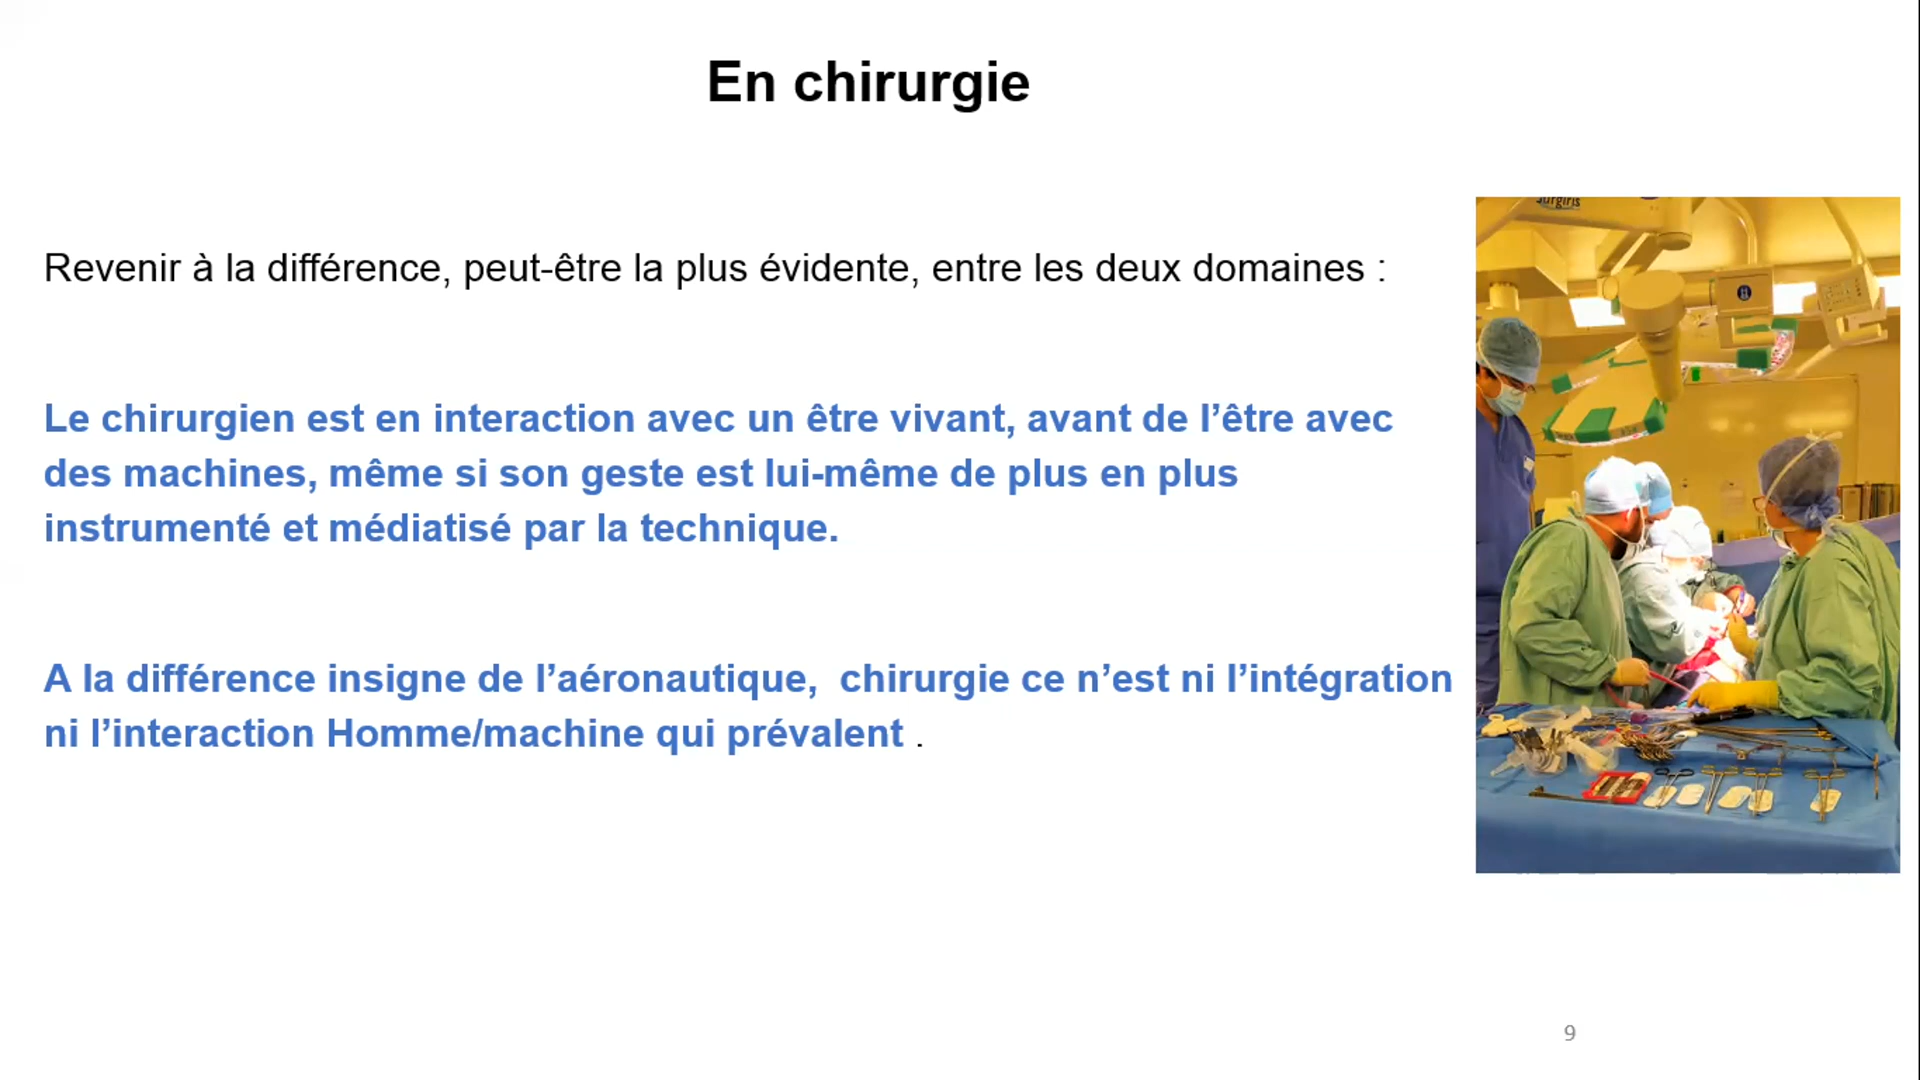 En chirurgie
Revenir à la différence, peut-être la plus évidente, entre les deux domaines :
Le chirurgien est en interaction avec un être vivant, avant de l’être avec
des machines, même si son geste est lui-même de plus en plus
instrumenté et médiatisé par la technique.
A la différence insigne de l’aéronautique,  chirurgie ce n’est ni l’intégration
ni l’interaction Homme/machine qui prévalent .
surgiris
9